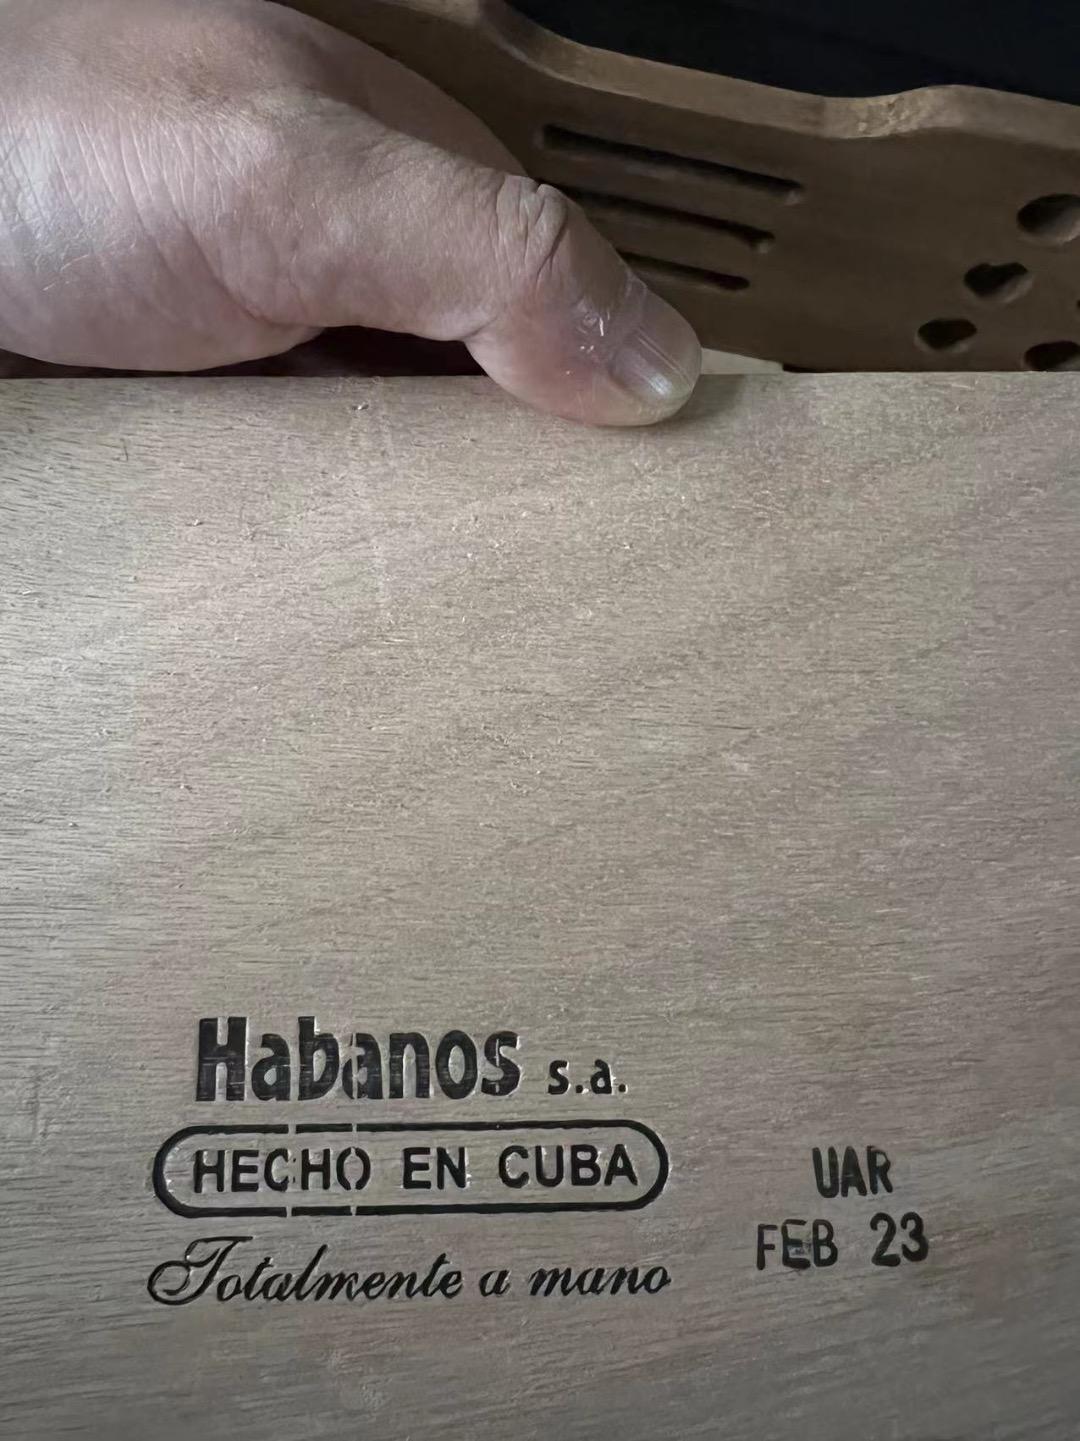 Habanos s.a.
HECHO EN CUBA
Totalmente a mano
UAR
FEB 23